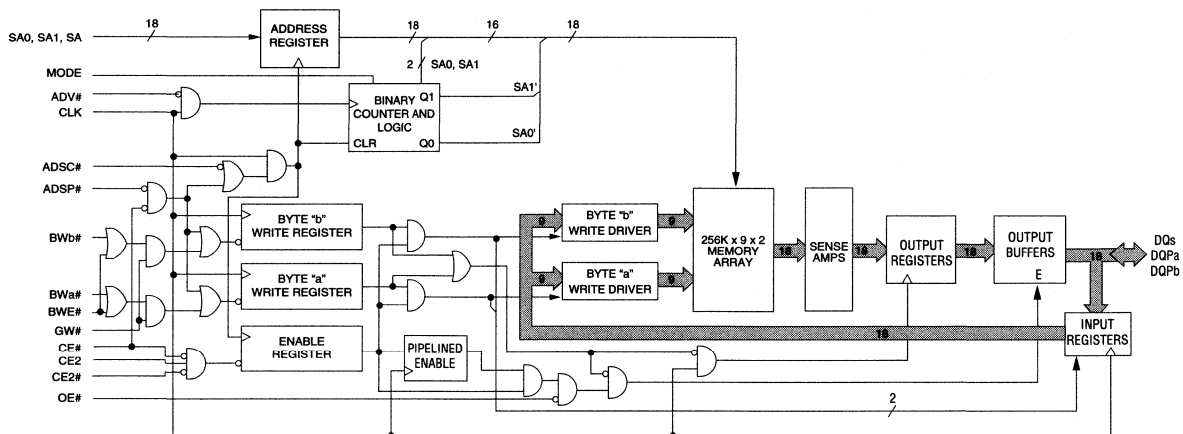 SA0, SA1, SA
18
ADDRESS
REGISTER
18
16
18
2
SA0, SA1
MODE
ADV#
CLK
BINARY
COUNTER AND
LOGIC
Q1
CLR
Q0
SA1'
SA0'
ADSC#
ADSP#
BWb#
BYTE "b"
WRITE REGISTER
9
BYTE "b"
WRITE DRIVER
9
256K x 9 x 2
MEMORY
ARRAY
18
SENSE
AMPS
18
OUTPUT
REGISTERS
18
OUTPUT
BUFFERS
E
18
DQs
DQPa
DQPb
BWa#
BWE#
GW#
BYTE "a"
WRITE REGISTER
9
BYTE "a"
WRITE DRIVER
9
18
INPUT
REGISTERS
CE#
CE2
CE2#
OE#
ENABLE
REGISTER
PIPELINED
ENABLE
2